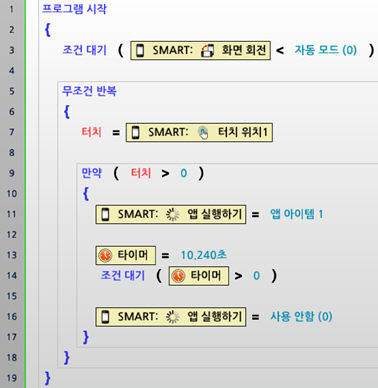 1 프로그램 시작
2 {
3 조건 대기 ( SMART: 화면 회전 < 자동 모드 (0) )
4
5 무조건 반복
6 {
7 터치 = SMART: 터치 위치1
8
9 만약 ( 터치 > 0 )
10 {
11 SMART: 앱 실행하기 = 앱 아이템 1
12
13 타이머 = 10.240초
14 조건 대기 ( 타이머 > 0 )
15
16 SMART: 앱 실행하기 = 사용 안함 (0)
17 }
18 }
19 }